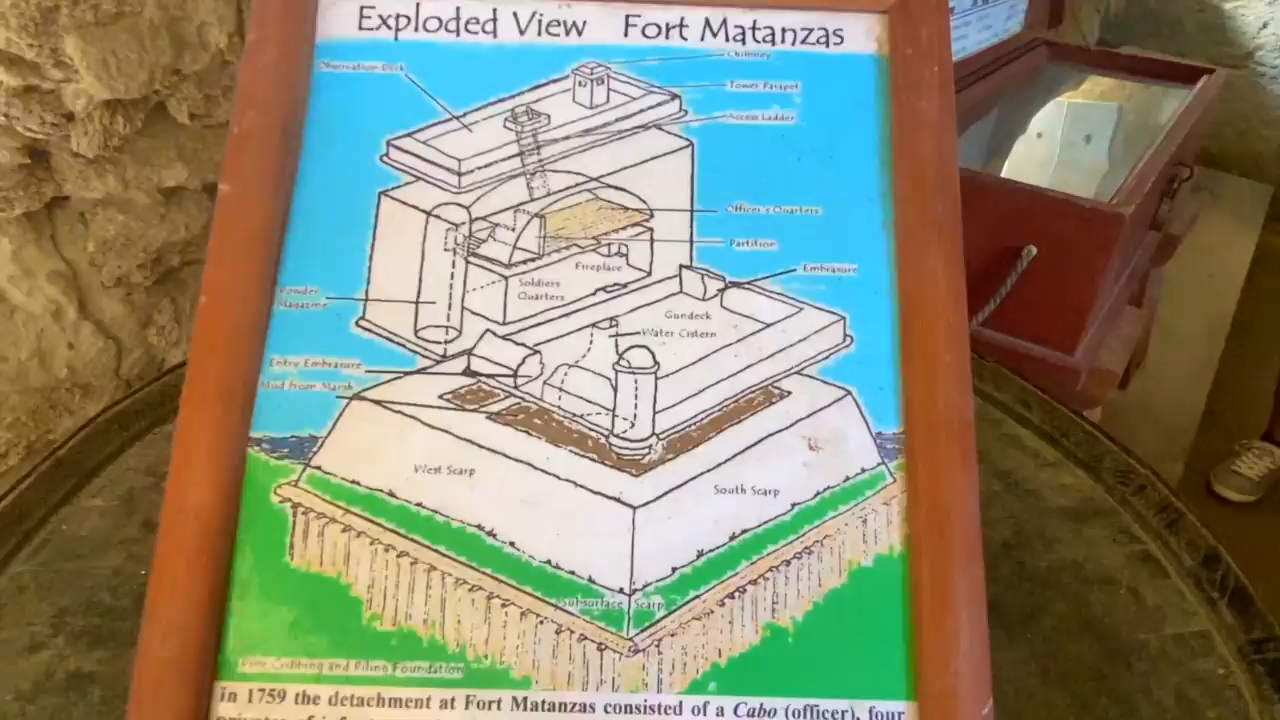 Exploded View Fort Matanzas
Chimney
Observation Deck
Tower Parapet
Access Ladder
Officer's Quarters
Partition
Fireplace
Embrasure
Soldiers
Quarters
Powder
Magazine
Gundeck
Water Cistern
Entry Embrasure
Mud from Marsh
West Scarp
South Scarp
Subsurface Scarp
Pine Cribbing and Piling Foundation
In 1759 the detachment at Fort Matanzas consisted of a Cabo (officer), four